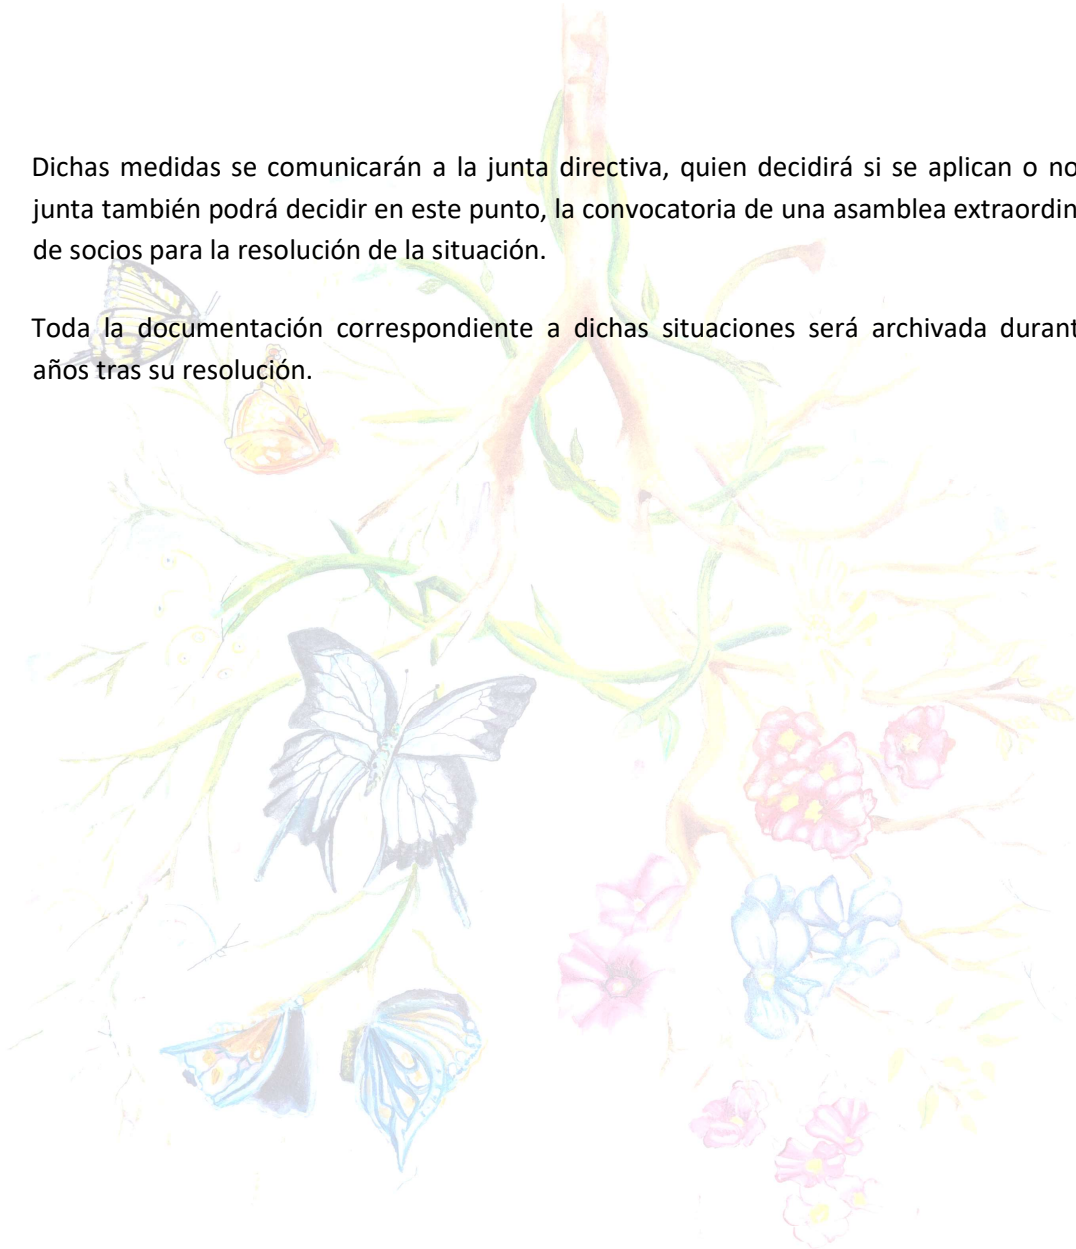 Dichas medidas se comunicarán a la junta directiva, quien decidirá si se aplican o no
junta también podrá decidir en este punto, la convocatoria de una asamblea extraordin
de socios para la resolución de la situación.
Toda la documentación correspondiente a dichas situaciones será archivada durant
años tras su resolución.